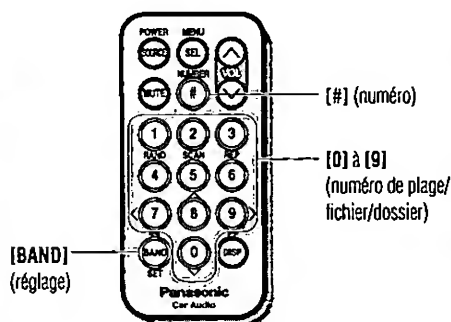 POWER MENU
SOURCE SEL VOL
NUMBER
MUTE #
[#] (numéro)
1 2 3
RAND SCAN REP
4 5 6
[0] à [9]
(numéro de plage/
fichier/dossier)
7 8 9
[BAND]
(réglage)
BAND 0 DISP
SET
Panasonic
Car Audio